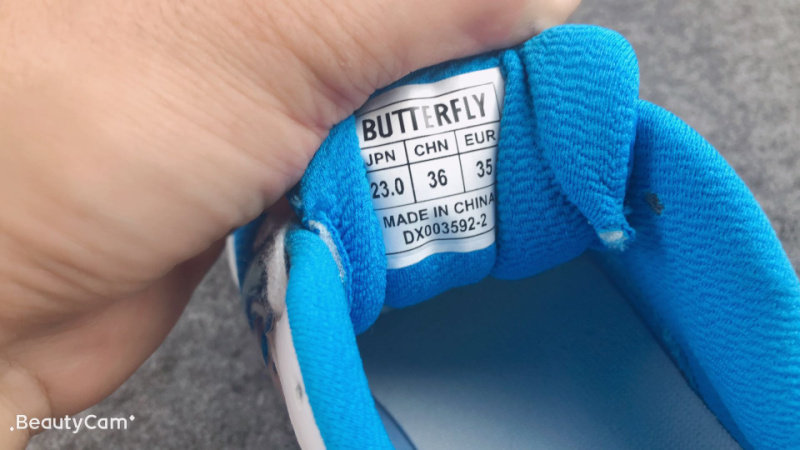 BUTTERFLY
JPN CHN EUR
23.0 36 35
MADE IN CHINA
DX003592-2
.BeautyCam